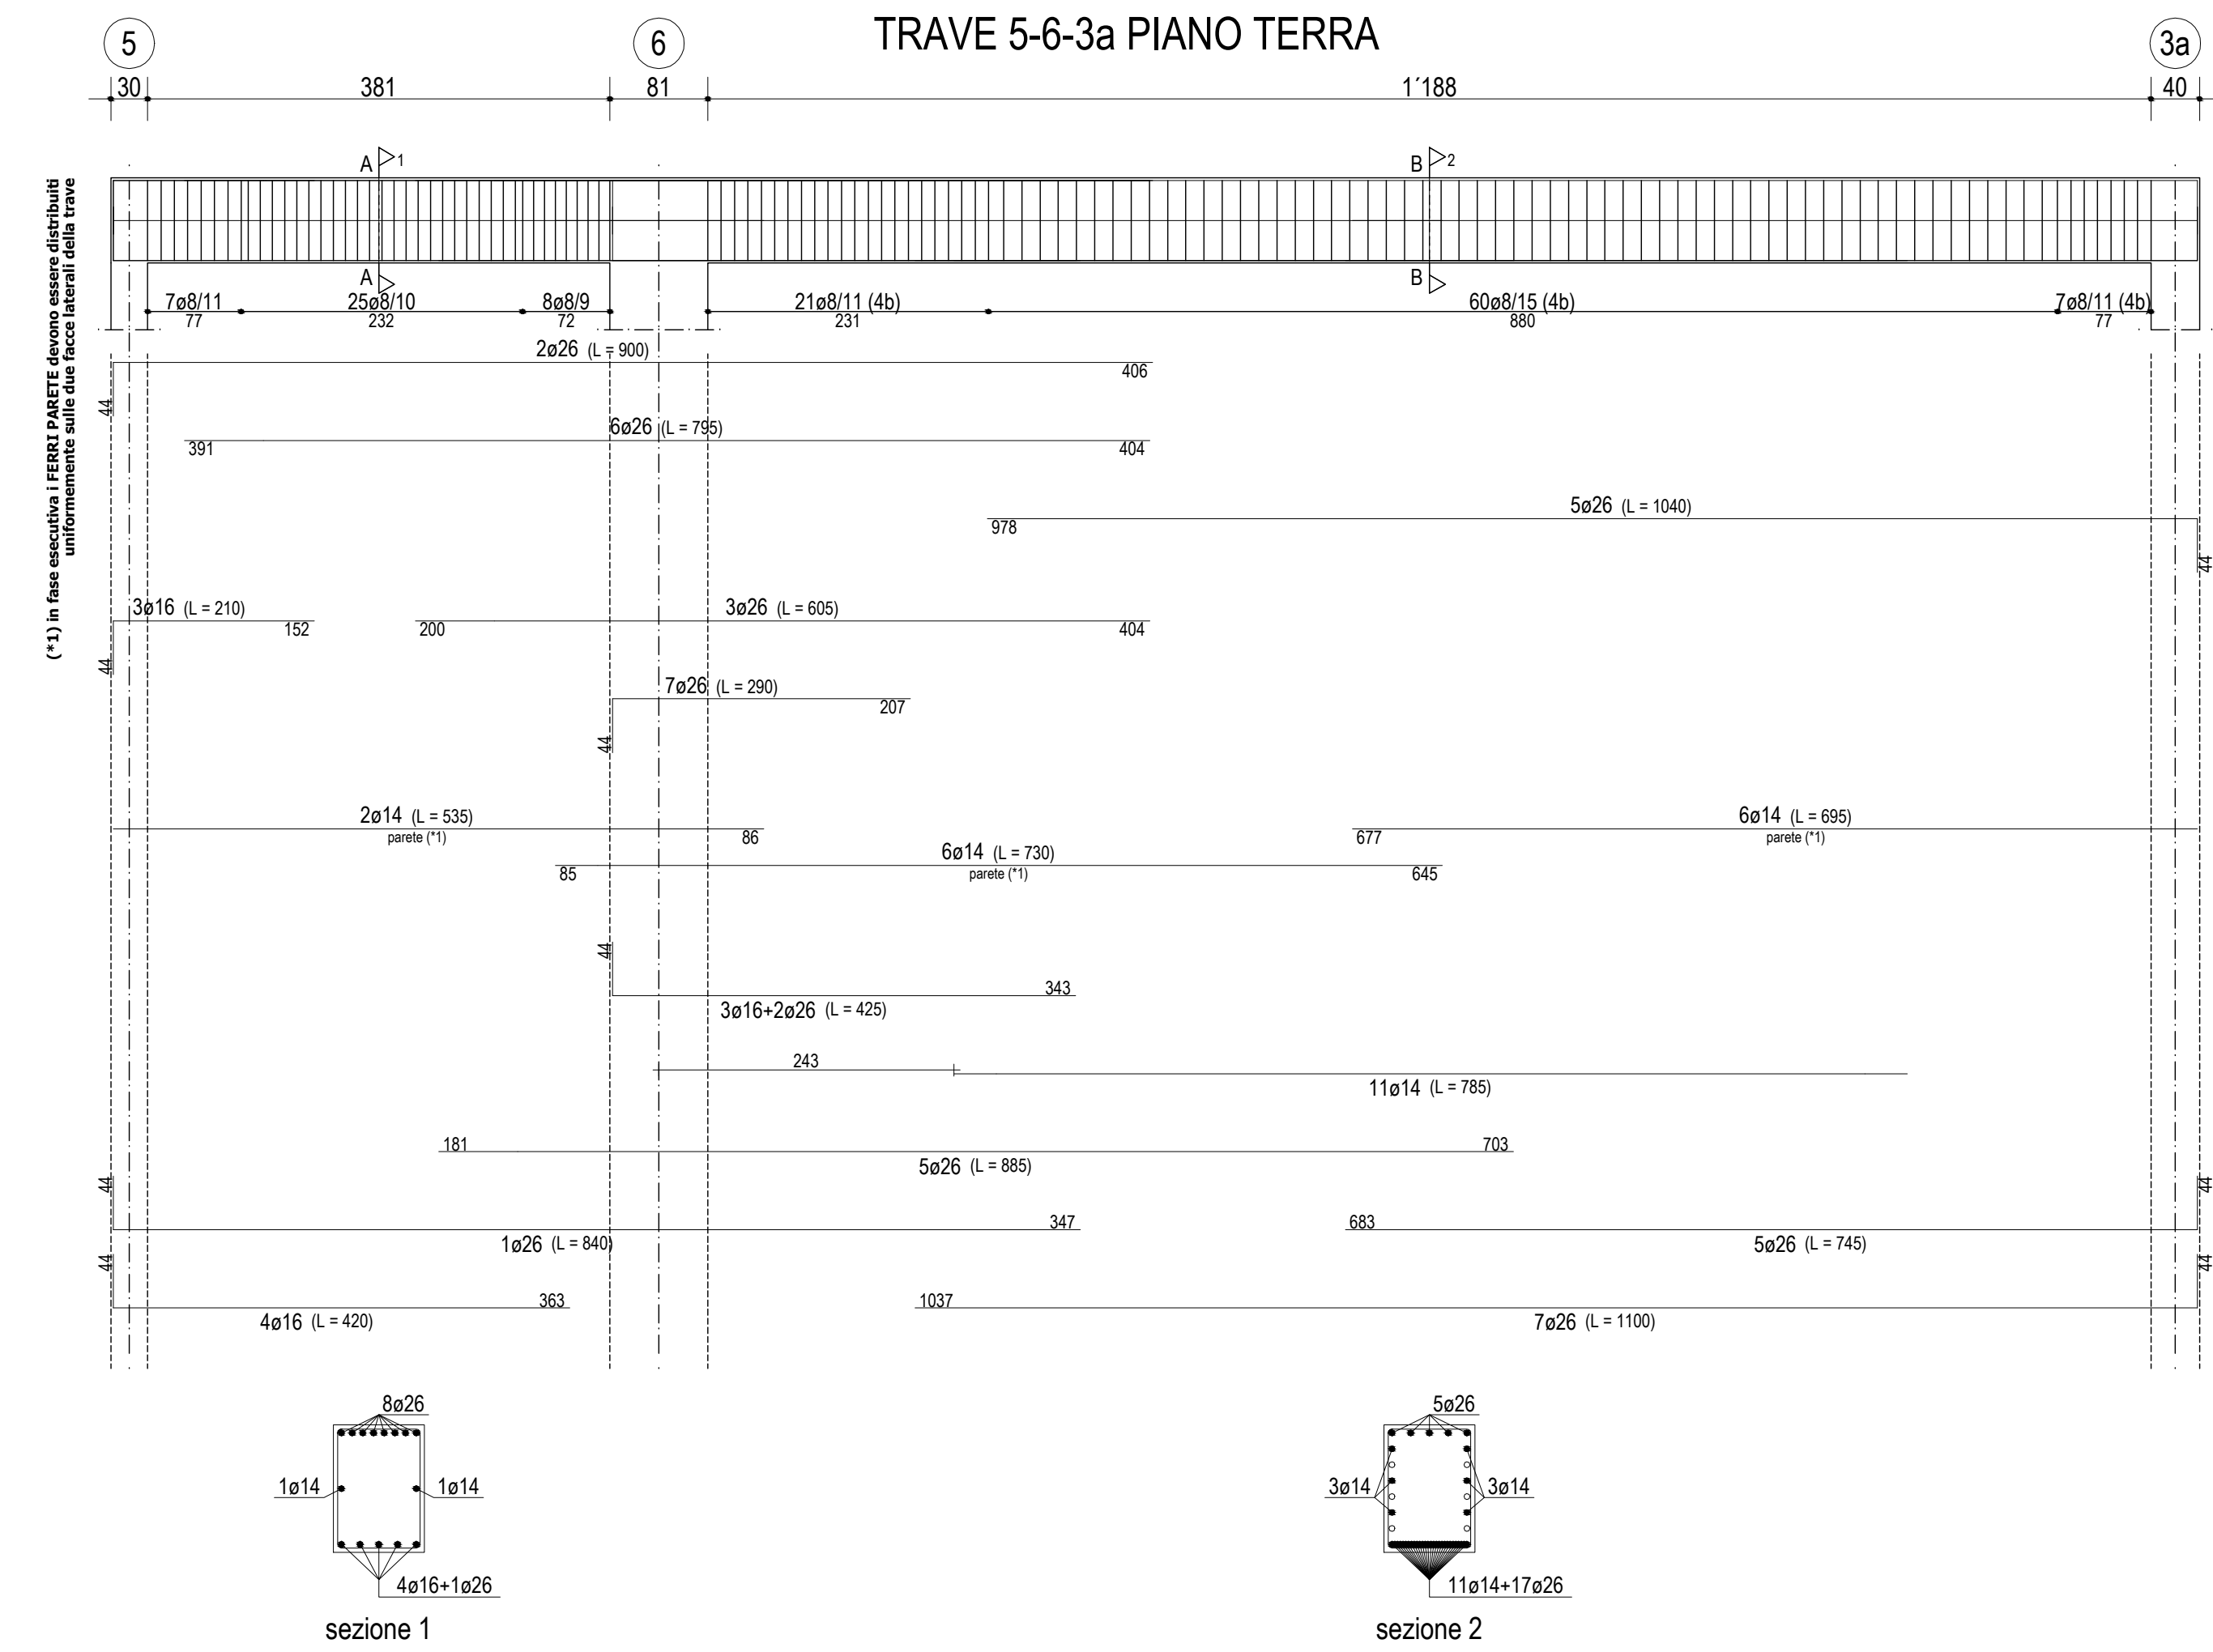 TRAVE 5-6-3a PIANO TERRA
5
6
3a
30
381
81
1´188
40
(*1) in fase esecutiva i FERRI PARETE devono essere distribuiti
uniformemente sulle due facce laterali della trave
A
1
B
2
A
B
7ø8/11
25ø8/10
8ø8/9
21ø8/11 (4b)
60ø8/15 (4b)
7ø8/11 (4b)
77
232
72
231
880
77
2ø26 (L = 900)
406
44
6ø26 (L = 795)
391
404
5ø26 (L = 1040)
978
44
3ø16 (L = 210)
152
44
3ø26 (L = 605)
200
404
7ø26 (L = 290)
207
44
2ø14 (L = 535)
parete (*1)
86
6ø14 (L = 695)
parete (*1)
677
6ø14 (L = 730)
parete (*1)
85
645
44
343
3ø16+2ø26 (L = 425)
243
11ø14 (L = 785)
181
703
5ø26 (L = 885)
44
347
1ø26 (L = 840)
683
44
5ø26 (L = 745)
44
363
4ø16 (L = 420)
1037
44
7ø26 (L = 1100)
8ø26
1ø14
1ø14
4ø16+1ø26
sezione 1
5ø26
3ø14
3ø14
11ø14+17ø26
sezione 2